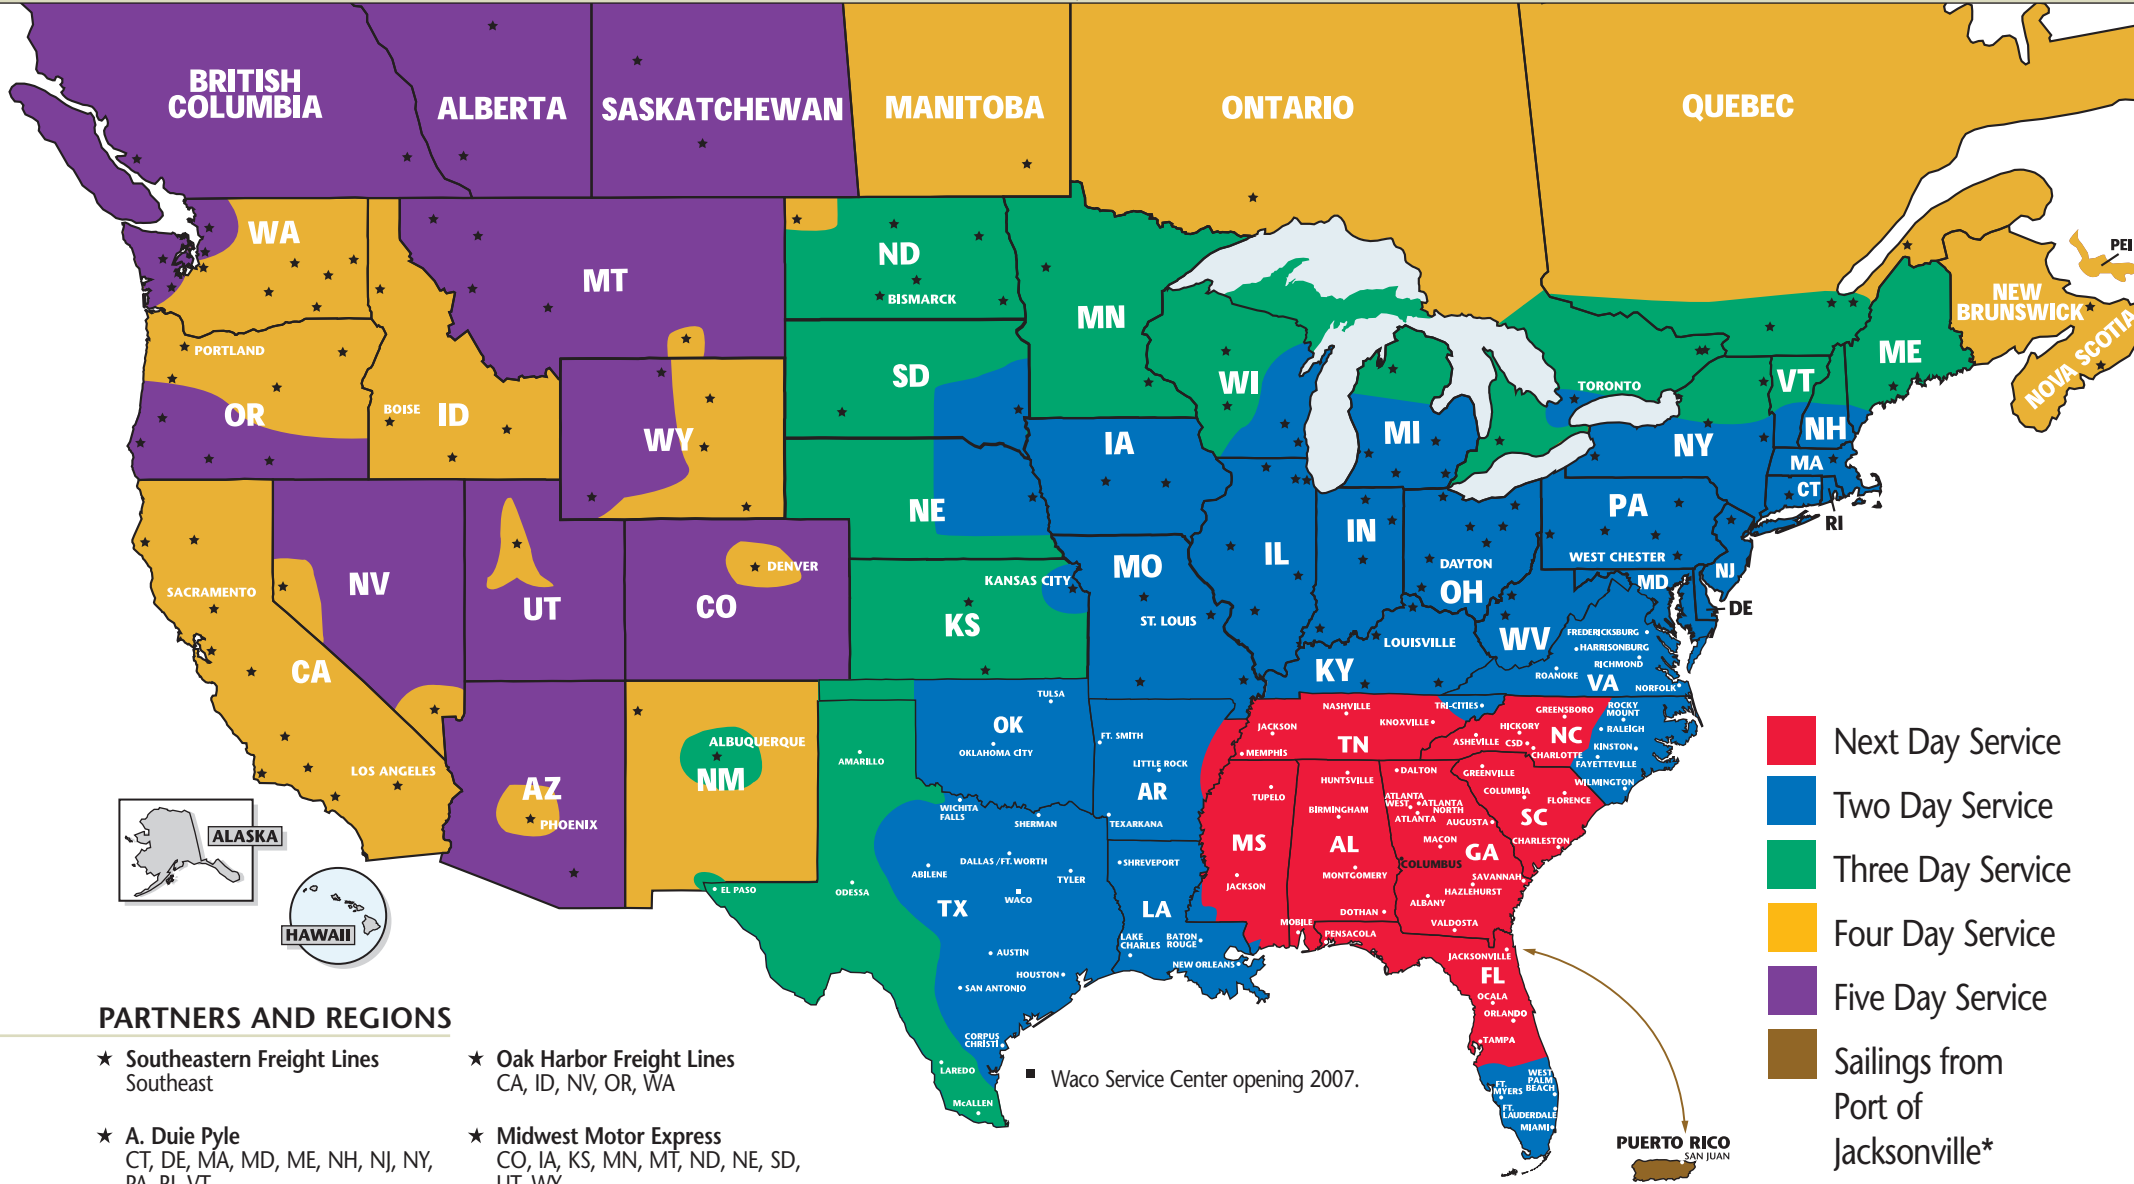 BRITISH
COLUMBIA
ALBERTA
SASKATCHEWAN
MANITOBA
ONTARIO
QUEBEC
WA
MT
ND
BISMARCK
MN
PEI
NEW
BRUNSWICK
NOVA SCOTIA
ME
PORTLAND
OR
BOISE
ID
WY
SD
WI
MI
TORONTO
VT
NH
NY
MA
CT
RI
IA
NE
IL
IN
DAYTON
OH
PA
WEST CHESTER
NJ
MD
DE
SACRAMENTO
NV
UT
CO
DENVER
KANSAS CITY
KS
MO
ST. LOUIS
LOUISVILLE
KY
WV
FREDERICKSBURG
HARRISONBURG
RICHMOND
ROANOKE
VA
NORFOLK
CA
LOS ANGELES
AZ
PHOENIX
ALBUQUERQUE
NM
EL PASO
AMARILLO
ODESSA
TULSA
OK
OKLAHOMA CITY
WICHITA
FALLS
SHERMAN
DALLAS /FT. WORTH
ABILENE
TYLER
WACO
TX
AUSTIN
HOUSTON
SAN ANTONIO
CORPUS
CHRISTI
LAREDO
McALLEN
FT. SMITH
LITTLE ROCK
AR
TEXARKANA
SHREVEPORT
LA
LAKE
CHARLES
BATON
ROUGE
NEW ORLEANS
NASHVILLE
JACKSON
KNOXVILLE
MEMPHIS
TN
TRI-CITIES
GREENSBORO
HICKORY
NC
ASHEVILLE
CSD
CHARLOTTE
ROCKY
MOUNT
RALEIGH
KINSTON
FAYETTEVILLE
WILMINGTON
TUPELO
MS
JACKSON
HUNTSVILLE
BIRMINGHAM
AL
MONTGOMERY
DOTHAN
MOBILE
DALTON
ATLANTA
WEST
ATLANTA
NORTH
ATLANTA
AUGUSTA
MACON
GA
COLUMBUS
SAVANNAH
HAZLEHURST
ALBANY
VALDOSTA
GREENVILLE
COLUMBIA
FLORENCE
SC
CHARLESTON
PENSACOLA
JACKSONVILLE
FL
OCALA
ORLANDO
TAMPA
FT.
MYERS
WEST
PALM
BEACH
FT.
LAUDERDALE
MIAMI
PUERTO RICO
SAN JUAN
ALASKA
HAWAII
Next Day Service
Two Day Service
Three Day Service
Four Day Service
Five Day Service
Sailings from
Port of
Jacksonville*
Waco Service Center opening 2007.
PARTNERS AND REGIONS
★ Southeastern Freight Lines
Southeast
★ A. Duie Pyle
CT, DE, MA, MD, ME, NH, NJ, NY,
PA, RI, VT
★ Oak Harbor Freight Lines
CA, ID, NV, OR, WA
★ Midwest Motor Express
CO, IA, KS, MN, MT, ND, NE, SD,
UT, WY